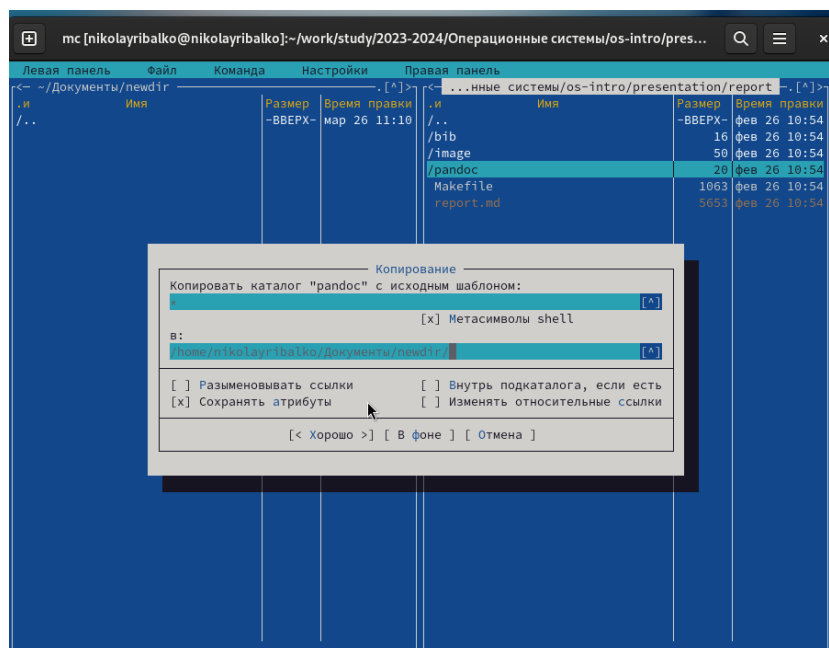 mc [nikolayribalko@nikolayribalko]:~/work/study/2023-2024/Операционные системы/os-intro/pres...
Левая панель Файл Команда Настройки Правая панель
<— ~/Документы/newdir .[^]>
.и Имя Размер Время правки
/.. -ВВЕРХ- мар 26 11:10
<— ...нные системы/os-intro/presentation/report .[^]>
.и Имя Размер Время правки
/.. -ВВЕРХ- фев 26 10:54
/bib 16 фев 26 10:54
/image 50 фев 26 10:54
/pandoc 20 фев 26 10:54
Makefile 1063 фев 26 10:54
report.md 5653 фев 26 10:54
Копирование
Копировать каталог "pandoc" с исходным шаблоном:
* [^]
[x] Метасимволы shell
в:
/home/nikolayribalko/Документы/newdir/ [^]
[ ] Разыменовывать ссылки [ ] Внутрь подкаталога, если есть
[x] Сохранять атрибуты [ ] Изменять относительные ссылки
[< Хорошо >] [ В фоне ] [ Отмена ]